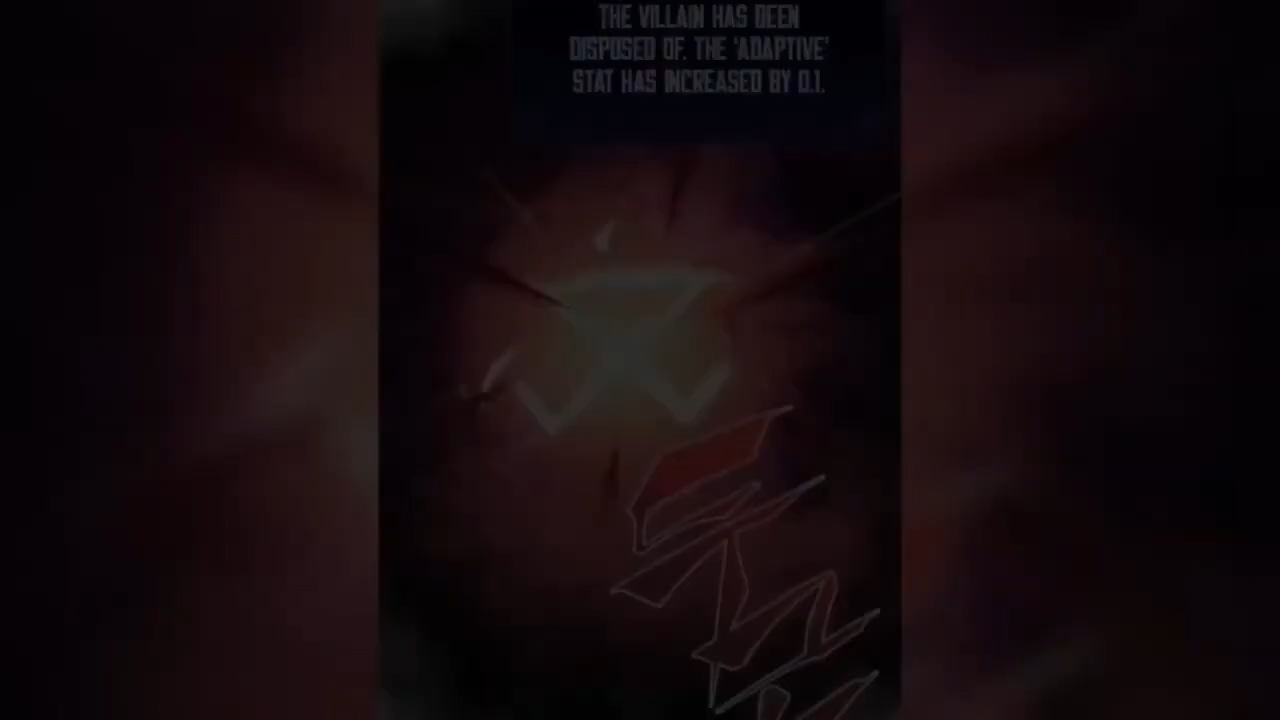 THE VILLAIN HAS BEEN
DISPOSED OF. THE 'ADAPTIVE'
STAT HAS INCREASED BY 0.1.